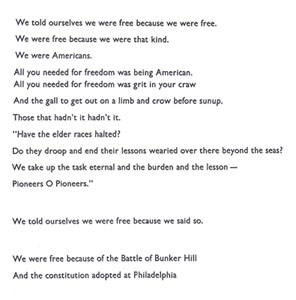 We told ourselves we were free because we were free.
We were free because we were that kind.
We were Americans.
All you needed for freedom was being American.
All you needed for freedom was grit in your craw
And the gall to get out on a limb and crow before sunup.
Those that hadn't it hadn't it.
"Have the elder races halted?
Do they droop and end their lessons wearied over there beyond the seas?
We take up the task eternal and the burden and the lesson —
Pioneers O Pioneers."
We told ourselves we were free because we said so.
We were free because of the Battle of Bunker Hill
And the constitution adopted at Philadelphia